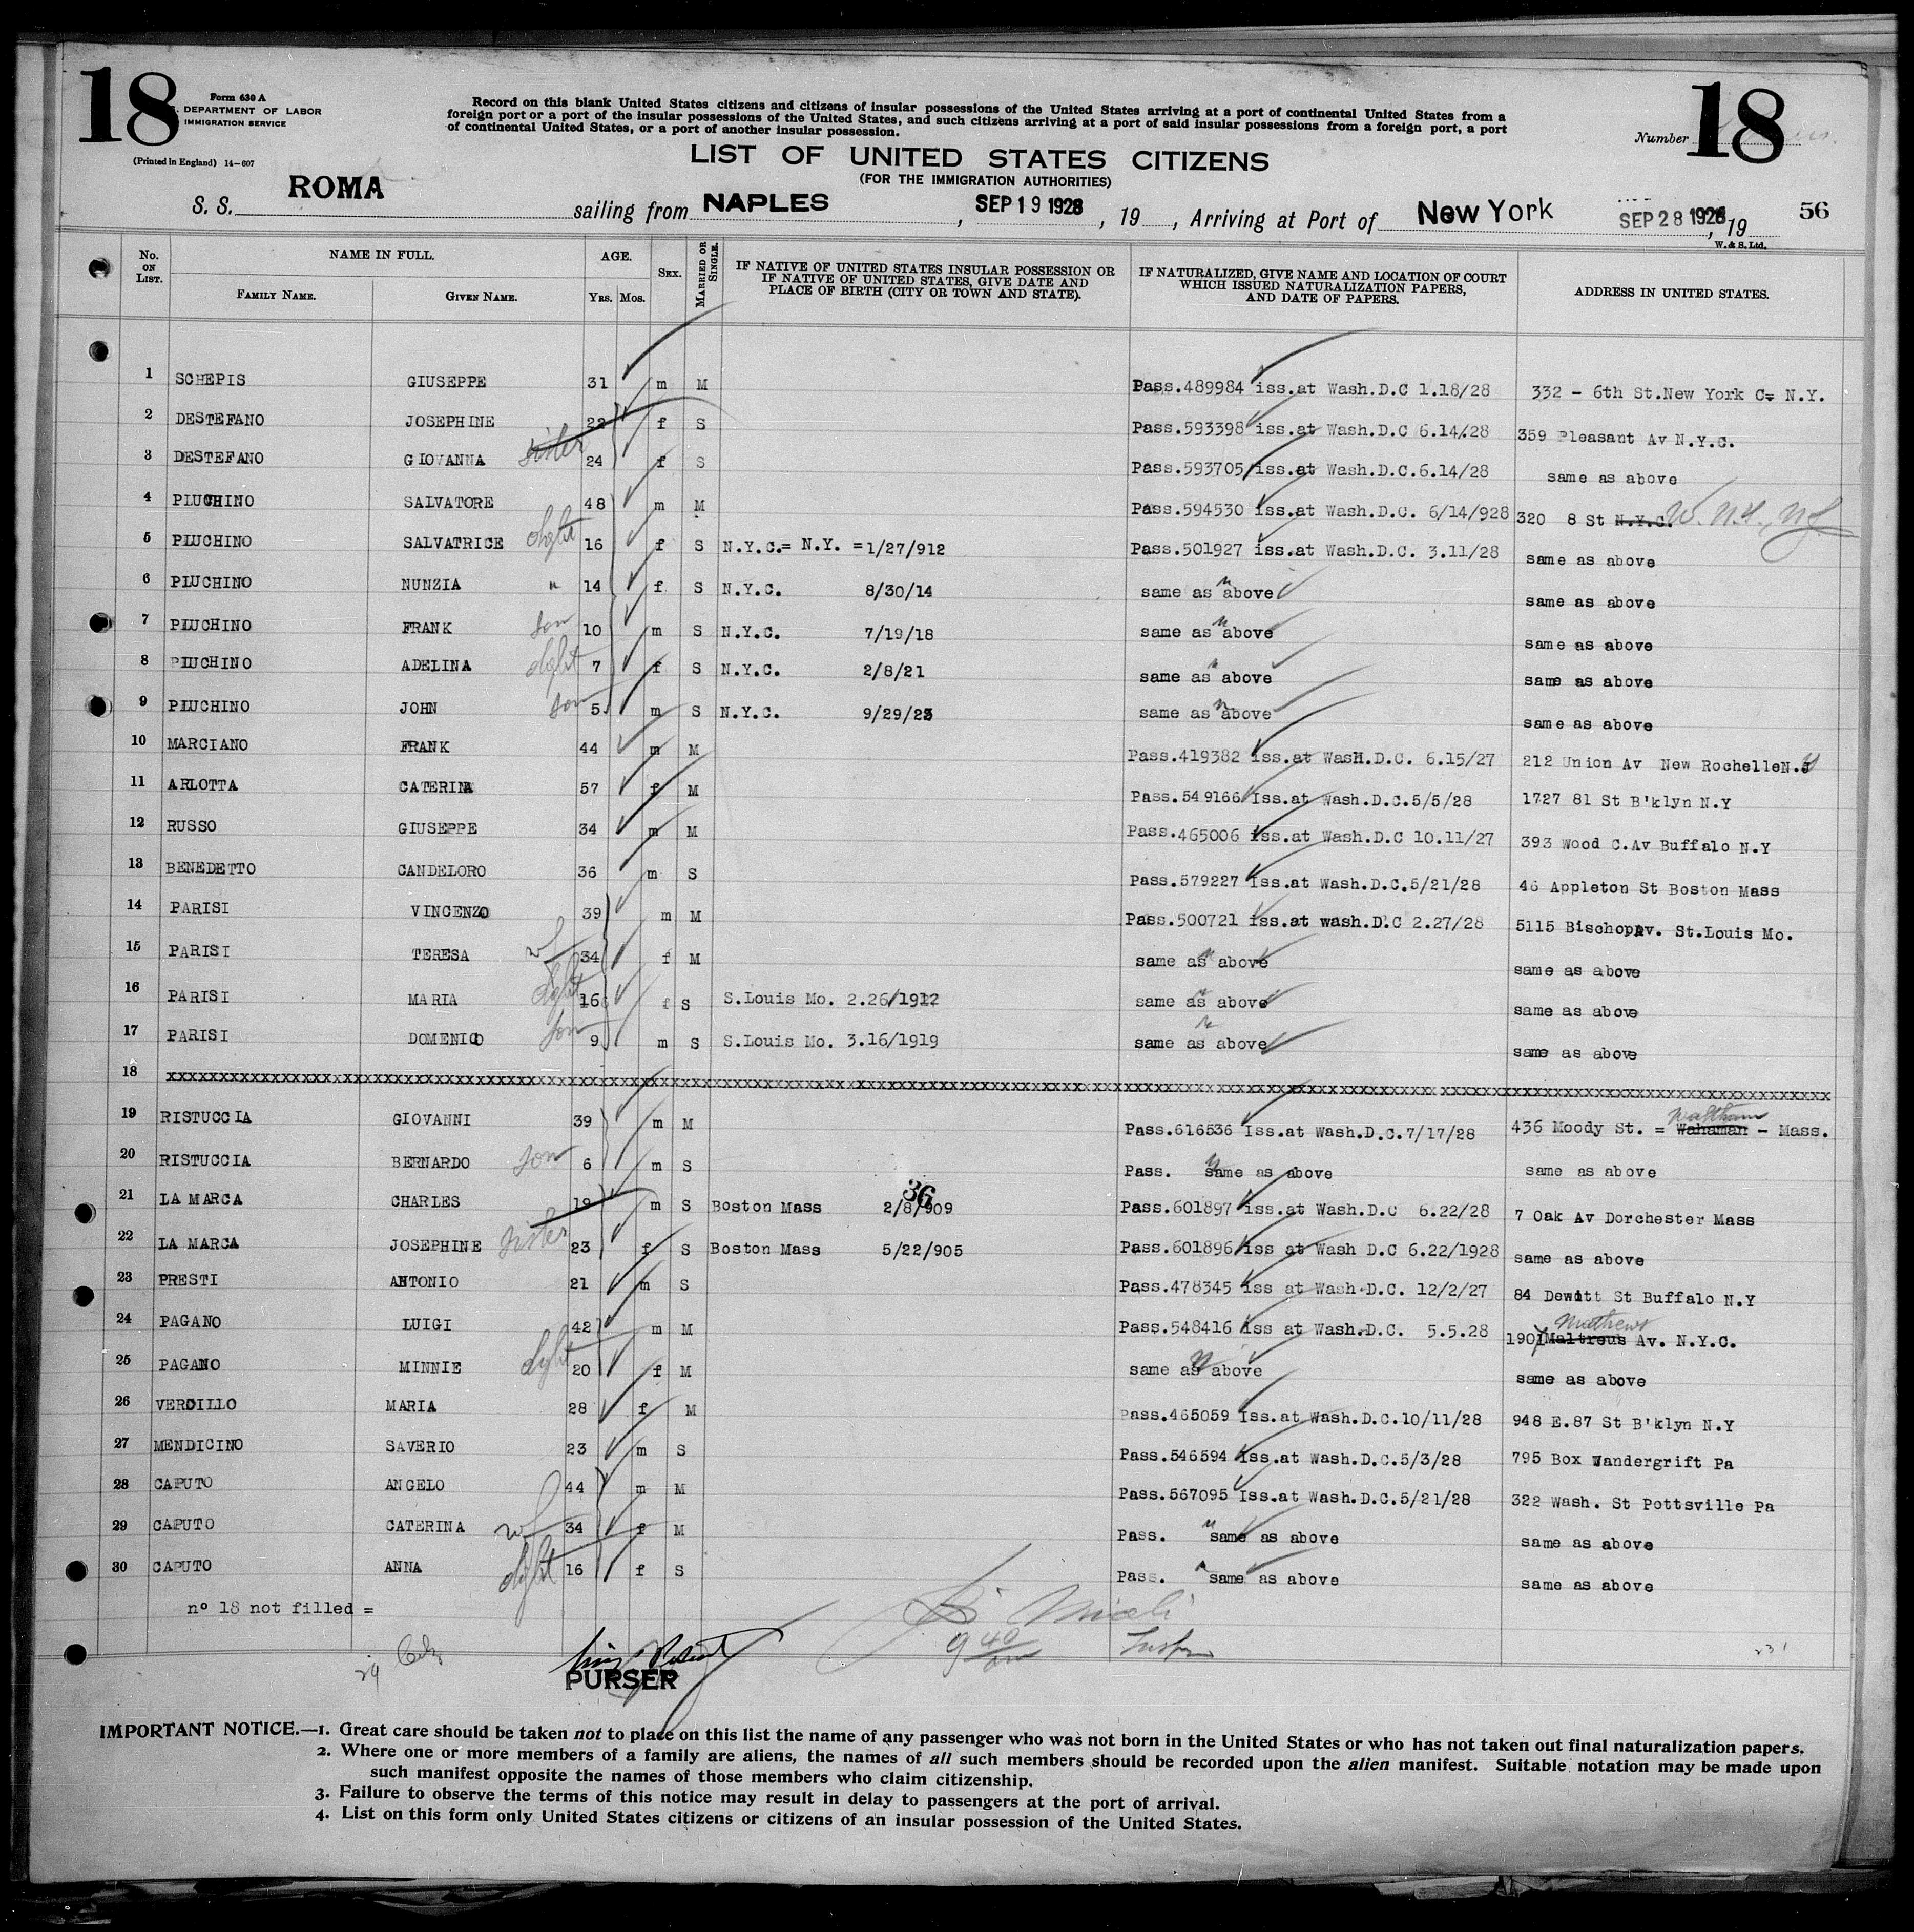 18
Form 630 A
DEPARTMENT OF LABOR
IMMIGRATION SERVICE
(Printed in England) 14-607
Record on this blank United States citizens and citizens of insular possessions of the United States arriving at a port of continental United States from a
foreign port or a port of the insular possessions of the United States, and such citizens arriving at a port of said insular possessions from a foreign port, a port
of continental United States, or a port of another insular possession.
Number 18
LIST OF UNITED STATES CITIZENS
(FOR THE IMMIGRATION AUTHORITIES)
S. S. ROMA sailing from NAPLES, SEP 19 1928, 19, Arriving at Port of New York SEP 28 1928, 19 56
W. & S. Ltd.
No. ON LIST. NAME IN FULL. FAMILY NAME. GIVEN NAME. AGE. Yrs. Mos. SEX. MARRIED OR SINGLE. IF NATIVE OF UNITED STATES INSULAR POSSESSION OR IF NATIVE OF UNITED STATES, GIVE DATE AND PLACE OF BIRTH (CITY OR TOWN AND STATE). IF NATURALIZED, GIVE NAME AND LOCATION OF COURT WHICH ISSUED NATURALIZATION PAPERS, AND DATE OF PAPERS. ADDRESS IN UNITED STATES.
1 SCHEPIS GIUSEPPE 31 m M Pass.489984 iss.at Wash.D.C 1.18/28 332 - 6th St.New York C= N.Y.
2 DESTEFANO JOSEPHINE 22 f S Pass.593398 iss.at Wash.D.C 6.14/28 359 Pleasant Av N.Y.C.
3 DESTEFANO GIOVANNA sister 24 f S Pass.593705 iss.at Wash.D.C.6.14/28 same as above
4 PLUCHINO SALVATORE 48 m M Pass.594530 iss.at Wash.D.C. 6/14/928 320 8 St N.Y.C. W. N.Y., NJ
5 PLUCHINO SALVATRICE dght 16 f S N.Y.C.= N.Y. =1/27/912 Pass.501927 iss.at Wash.D.C. 3.11/28 same as above
6 PLUCHINO NUNZIA " 14 f S N.Y.C. 8/30/14 same as above same as above
7 PLUCHINO FRANK son 10 m S N.Y.C. 7/19/18 same as above same as above
8 PLUCHINO ADELINA dght 7 f S N.Y.C. 2/8/21 same as above same as above
9 PLUCHINO JOHN son 5 m S N.Y.C. 9/29/23 same as above same as above
10 MARCIANO FRANK 44 m M Pass.419382 iss.at WasH.D.C. 6.15/27 212 Union Av New RochelleN.Y
11 ARLOTTA CATERINA 57 f M Pass.549166 Iss.at Wash.D.C.5/5/28 1727 81 St B'klyn N.Y
12 RUSSO GIUSEPPE 34 m M Pass.465006 iss.at Wash.D.C 10.11/27 393 Wood C.Av Buffalo N.Y
13 BENEDETTO CANDELORO 36 m S Pass.579227 iss.at Wash.D.C.5/21/28 46 Appleton St Boston Mass
14 PARISI VINCENZO 39 m M Pass.500721 iss.at wash.D.C 2.27/28 5115 BischopAv. St.Louis Mo.
15 PARISI TERESA wf 34 f M same as above same as above
16 PARISI MARIA dght 16 f S S.Louis Mo. 2.26/1912 same as above same as above
17 PARISI DOMENICO son 9 m S S.Louis Mo. 3.16/1919 same as above same as above
18 xxxxxxxxxxxxxxxxxxxxxxxxxxxxxxxxxxxxxxxxxxxxxxxxxxxxxxxxxxxxxxxxxxxxxxxxxxxxxxxxxxxxxxxxxxxxxxxxxxxxxxxxxxxxxxxxxxxxxxxxxxxxxxxxxxxxxxxxxxxx
19 RISTUCCIA GIOVANNI 39 m M Pass.616536 Iss.at Wash.D.C.7/17/28 436 Moody St. = Wahaman Waltham - Mass.
20 RISTUCCIA BERNARDO son 6 m S Pass. same as above same as above
21 LA MARCA CHARLES 19 m S Boston Mass 2/8/909 36 Pass.601897 iss.at Wash.D.C 6.22/28 7 Oak Av Dorchester Mass
22 LA MARCA JOSEPHINE sister 23 f S Boston Mass 5/22/905 Pass.601896 iss at Wash D.C 6.22/1928 same as above
23 PRESTI ANTONIO 21 m S Pass.478345 iss at Wash.D.C. 12/2/27 84 Dewitt St Buffalo N.Y
24 PAGANO LUIGI 42 m M Pass.548416 iss at Wash.D.C. 5.5.28 1907 Maltreus Mathews Av. N.Y.C.
25 PAGANO MINNIE dght 20 f M same as above same as above
26 VERDILLO MARIA 28 f M Pass.465059 Iss.at Wash.D.C.10/11/28 948 E.87 St B'klyn N.Y
27 MENDICINO SAVERIO 23 m S Pass.546594 iss.at Wash.D.C.5/3/28 795 Box Vandergrift Pa
28 CAPUTO ANGELO 44 m M Pass.567095 Iss.at Wash.D.C.5/21/28 322 Wash. St Pottsville Pa
29 CAPUTO CATERINA wf 34 f M Pass. same as above same as above
30 CAPUTO ANNA dght 16 f S Pass. same as above same as above
nº 18 not filled =
29
PURSER
9 40 am
Insp
IMPORTANT NOTICE.—1. Great care should be taken not to place on this list the name of any passenger who was not born in the United States or who has not taken out final naturalization papers.
2. Where one or more members of a family are aliens, the names of all such members should be recorded upon the alien manifest. Suitable notation may be made upon
such manifest opposite the names of those members who claim citizenship.
3. Failure to observe the terms of this notice may result in delay to passengers at the port of arrival.
4. List on this form only United States citizens or citizens of an insular possession of the United States.